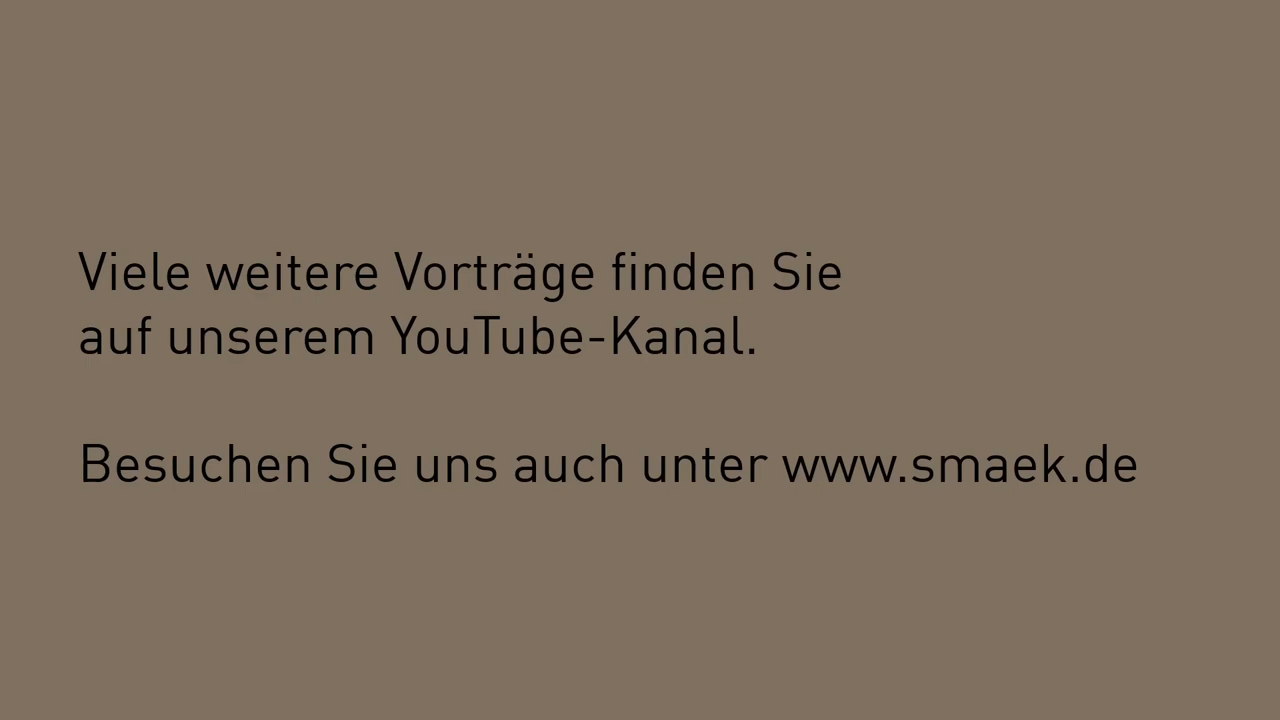 Viele weitere Vorträge finden Sie
auf unserem YouTube-Kanal.
Besuchen Sie uns auch unter www.smaek.de